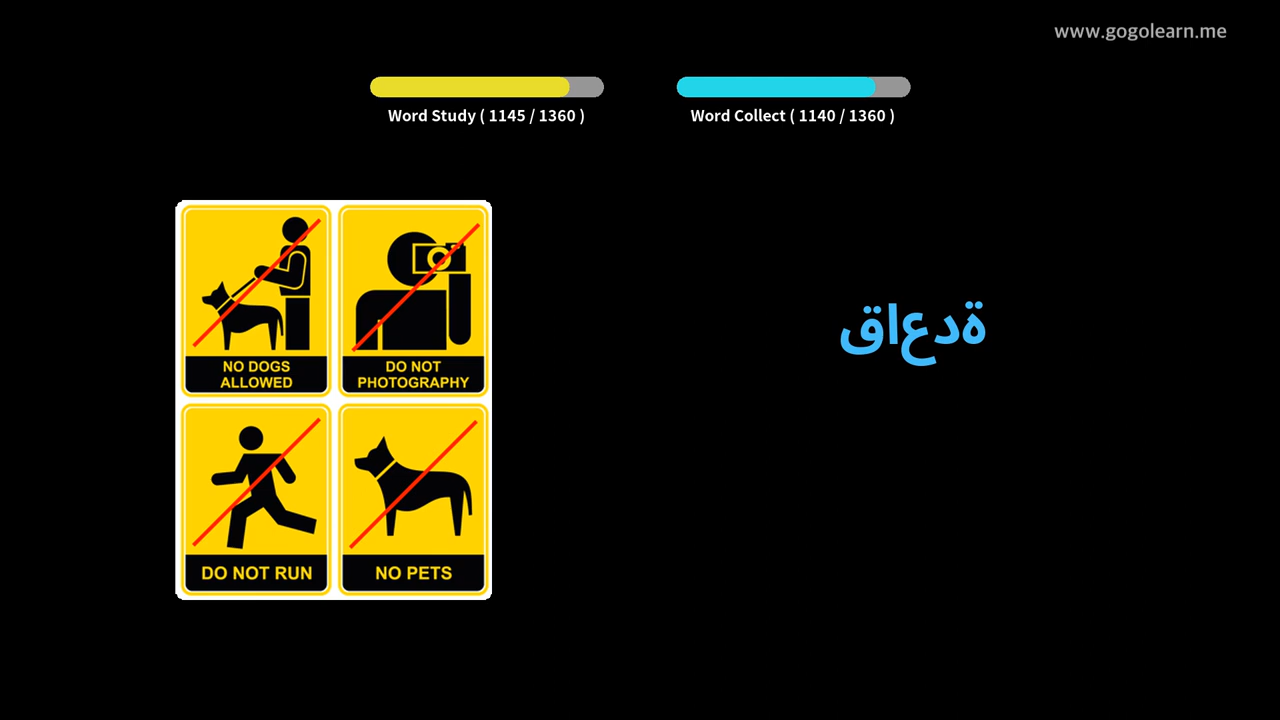 www.gogolearn.me
Word Study ( 1145 / 1360 )
Word Collect ( 1140 / 1360 )
NO DOGS
ALLOWED
DO NOT
PHOTOGRAPHY
DO NOT RUN
NO PETS
قاعدة